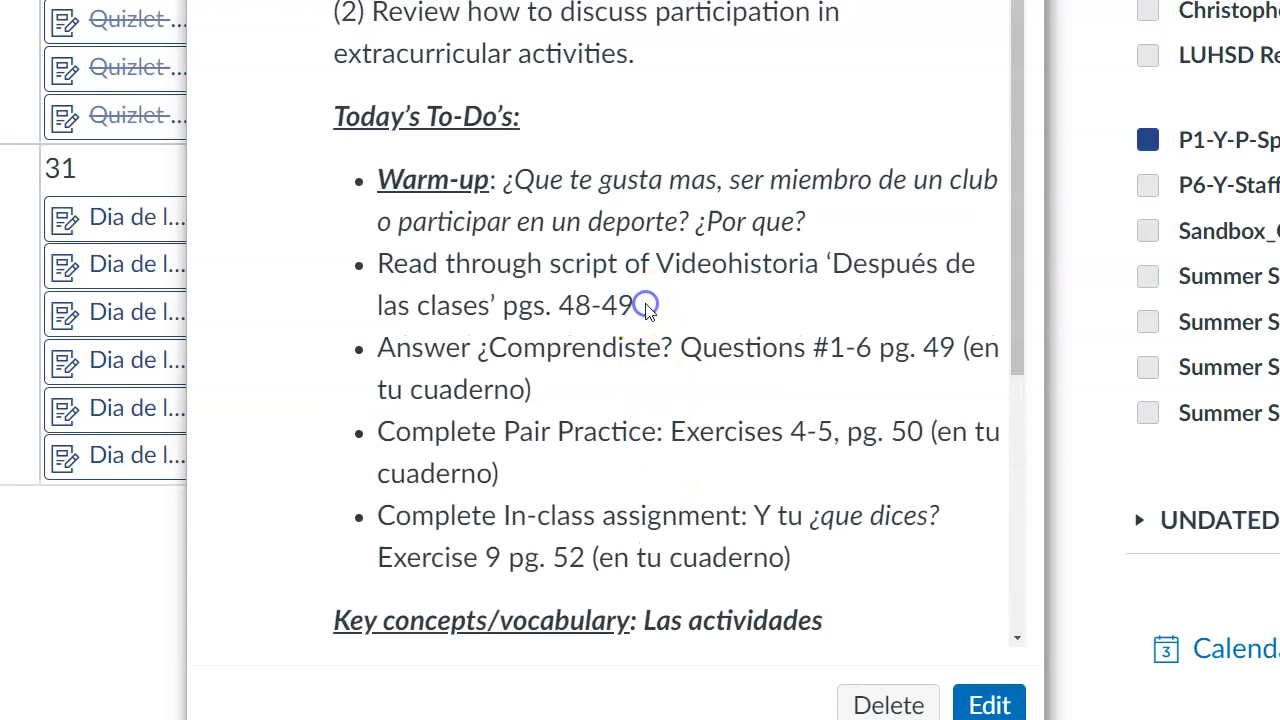 (2) Review how to discuss participation in
extracurricular activities.
Today's To-Do's:
Warm-up: ¿Que te gusta mas, ser miembro de un club
o participar en un deporte? ¿Por que?
Read through script of Videohistoria ‘Después de
las clases’ pgs. 48-49
Answer ¿Comprendiste? Questions #1-6 pg. 49 (en
tu cuaderno)
Complete Pair Practice: Exercises 4-5, pg. 50 (en tu
cuaderno)
Complete In-class assignment: Y tu ¿que dices?
Exercise 9 pg. 52 (en tu cuaderno)
Key concepts/vocabulary: Las actividades
Delete
Edit
Quizlet-...
Quizlet-...
Quizlet-...
31
Dia de l...
Dia de l...
Dia de l...
Dia de l...
Dia de l...
Dia de l...
Christophe
LUHSD Re
P1-Y-P-Sp
P6-Y-Staff
Sandbox_
Summer S
Summer S
Summer S
Summer S
UNDATED
3
Calenda